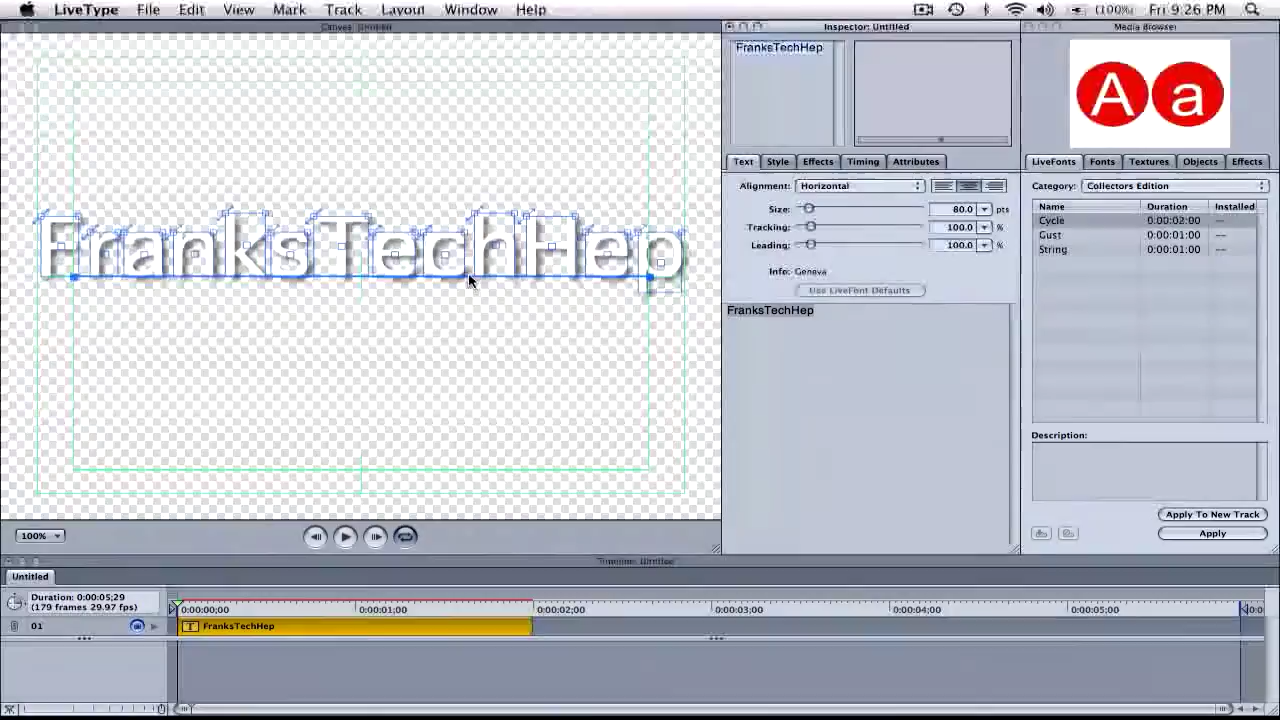 LiveType File Edit View Mark Track Layout Window Help (100%) Fri 9:26 PM
Canvas: Untitled
Inspector: Untitled
Media Browser
FranksTechHep
Aa
Text Style Effects Timing Attributes
LiveFonts Fonts Textures Objects Effects
Alignment: Horizontal
Category: Collectors Edition
Size: 80.0 pts
Name Duration Installed
Tracking: 100.0 %
Cycle 0:00:02:00 --
Leading: 100.0 %
Gust 0:00:01:00 --
String 0:00:01:00 --
FranksTechHep
Info: Geneva
Use LiveFont Defaults
FranksTechHep
Description:
Apply To New Track
Apply
100%
Timeline: Untitled
Untitled
Duration: 0:00:05;29
(179 frames 29.97 fps)
0:00:00;00 0:00:01;00 0:00:02;00 0:00:03;00 0:00:04;00 0:00:05;00
01 T FranksTechHep